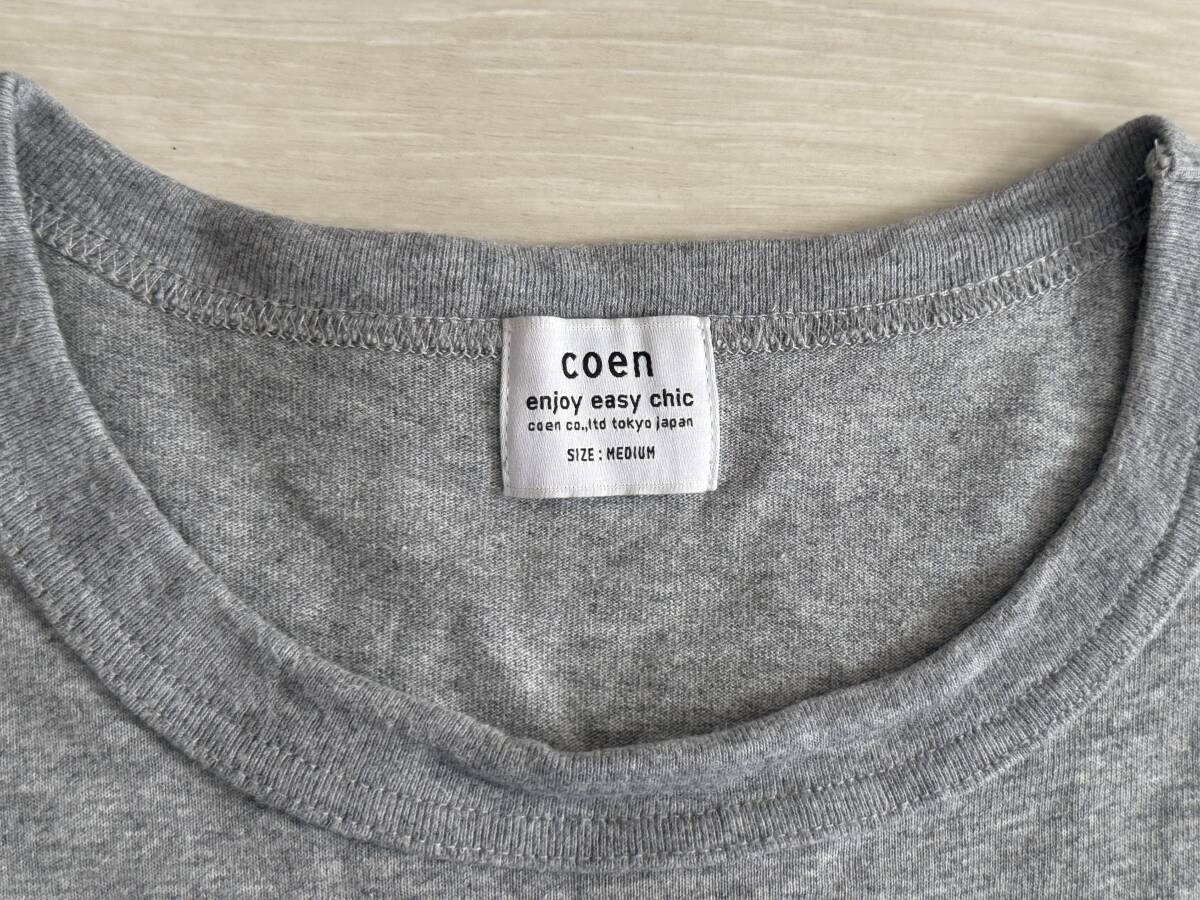 coen
enjoy easy chic
coen co.,ltd tokyo japan
SIZE : MEDIUM